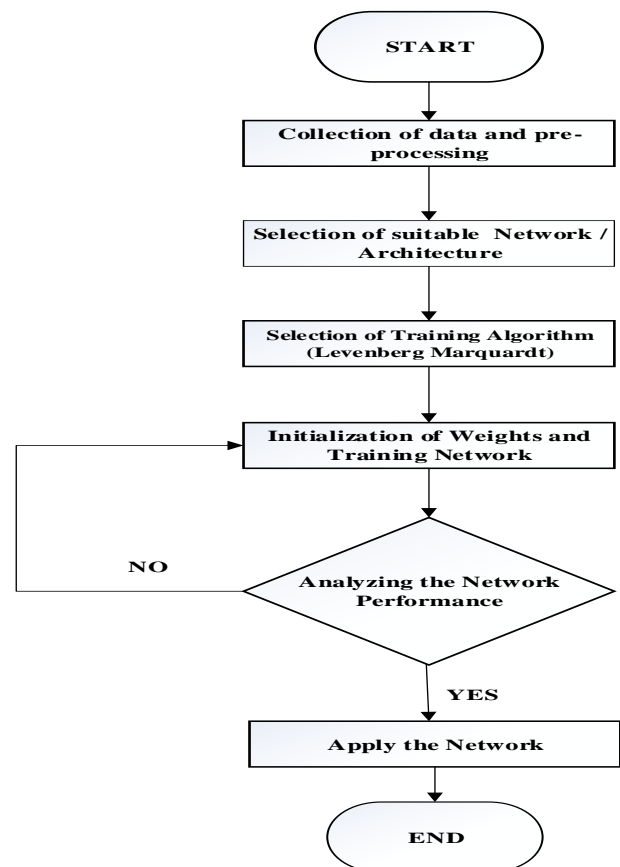 START
Collection of data and pre-
processing
Selection of suitable Network /
Architecture
Selection of Training Algorithm
(Levenberg Marquardt)
Initialization of Weights and
Training Network
NO
Analyzing the Network
Performance
YES
Apply the Network
END